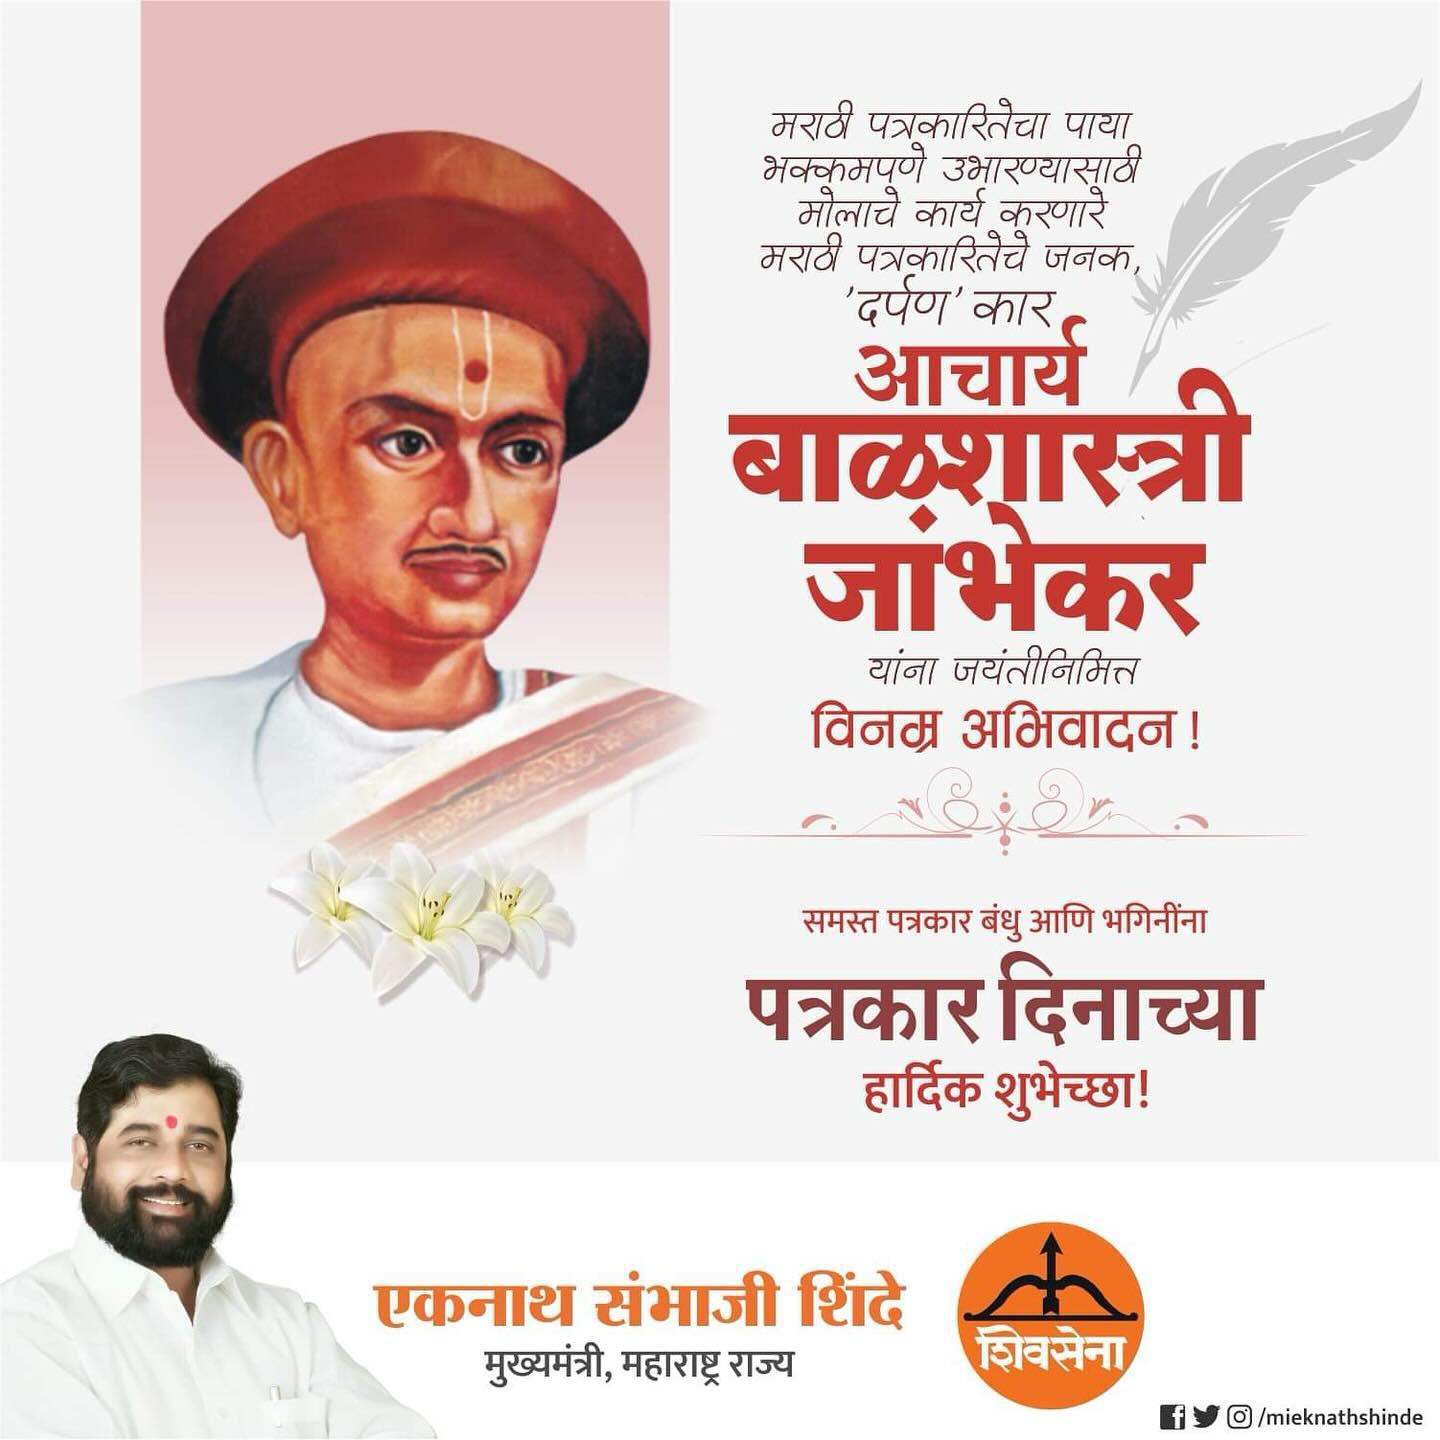 मराठी पत्रकारितेचा पाया
भक्कमपणे उभारण्यासाठी
मोलाचे कार्य करणारे
मराठी पत्रकारितेचे जनक,
'दर्पण' कार
आचार्य
बाळशास्त्री
जांभेकर
यांना जयंतीनिमित्त
विनम्र अभिवादन !
समस्त पत्रकार बंधु आणि भगिनींना
पत्रकार दिनाच्या
हार्दिक शुभेच्छा!
एकनाथ संभाजी शिंदे
मुख्यमंत्री, महाराष्ट्र राज्य
शिवसेना
/mieknathshinde